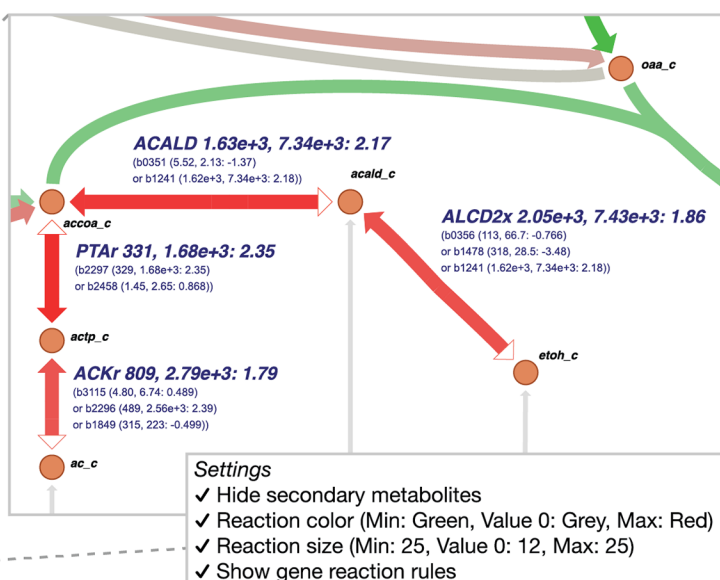 oaa_c
ACALD 1.63e+3, 7.34e+3: 2.17
(b0351 (5.52, 2.13: -1.37)
or b1241 (1.62e+3, 7.34e+3: 2.18))
acald_c
accoa_c
ALCD2x 2.05e+3, 7.43e+3: 1.86
(b0356 (113, 66.7: -0.766)
or b1478 (318, 28.5: -3.48)
or b1241 (1.62e+3, 7.34e+3: 2.18))
PTAr 331, 1.68e+3: 2.35
(b2297 (329, 1.68e+3: 2.35)
or b2458 (1.45, 2.65: 0.868))
actp_c
etoh_c
ACKr 809, 2.79e+3: 1.79
(b3115 (4.80, 6.74: 0.489)
or b2296 (489, 2.56e+3: 2.39)
or b1849 (315, 223: -0.499))
ac_c
Settings
✓ Hide secondary metabolites
✓ Reaction color (Min: Green, Value 0: Grey, Max: Red)
✓ Reaction size (Min: 25, Value 0: 12, Max: 25)
✓ Show gene reaction rules